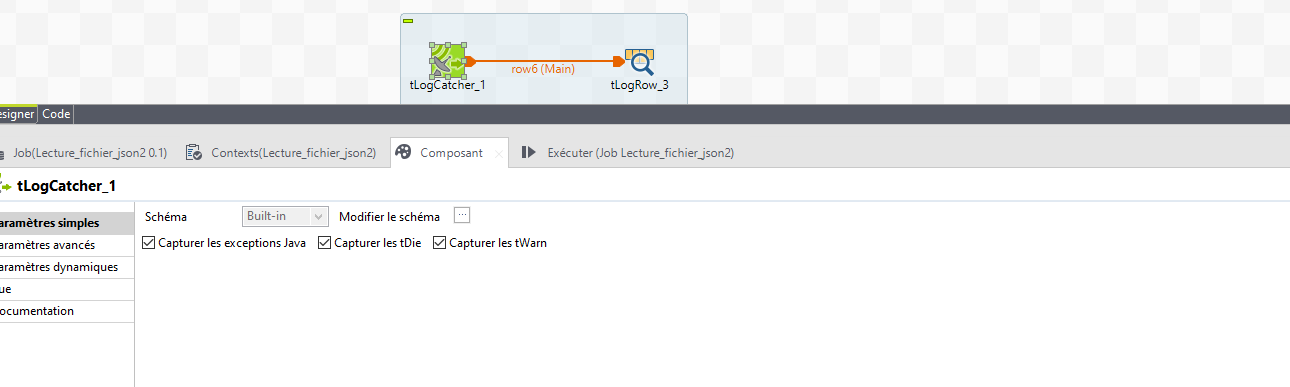 row6 (Main)
tLogCatcher_1 tLogRow_3
esigner Code
Job(Lecture_fichier_json2 0.1) Contexts(Lecture_fichier_json2) Composant Exécuter (Job Lecture_fichier_json2)
tLogCatcher_1
aramètres simples
Schéma Built-in Modifier le schéma ...
aramètres avancés
Capturer les exceptions Java Capturer les tDie Capturer les tWarn
aramètres dynamiques
ue
ocumentation